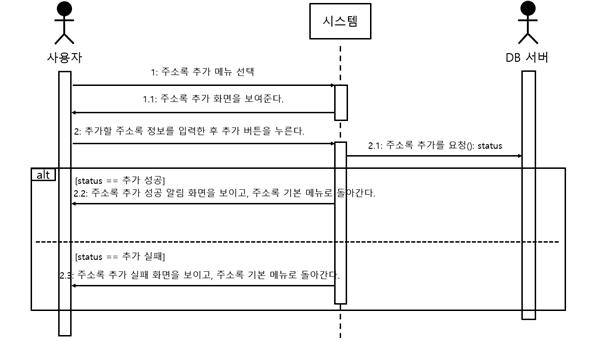 시스템
사용자
DB 서버
1: 주소록 추가 메뉴 선택
1.1: 주소록 추가 화면을 보여준다.
2: 추가할 주소록 정보를 입력한 후 추가 버튼을 누른다.
2.1: 주소록 추가를 요청(): status
alt
[status == 추가 성공]
2.2: 주소록 추가 성공 알림 화면을 보이고, 주소록 기본 메뉴로 돌아간다.
[status == 추가 실패]
2.3: 주소록 추가 실패 화면을 보이고, 주소록 기본 메뉴로 돌아간다.